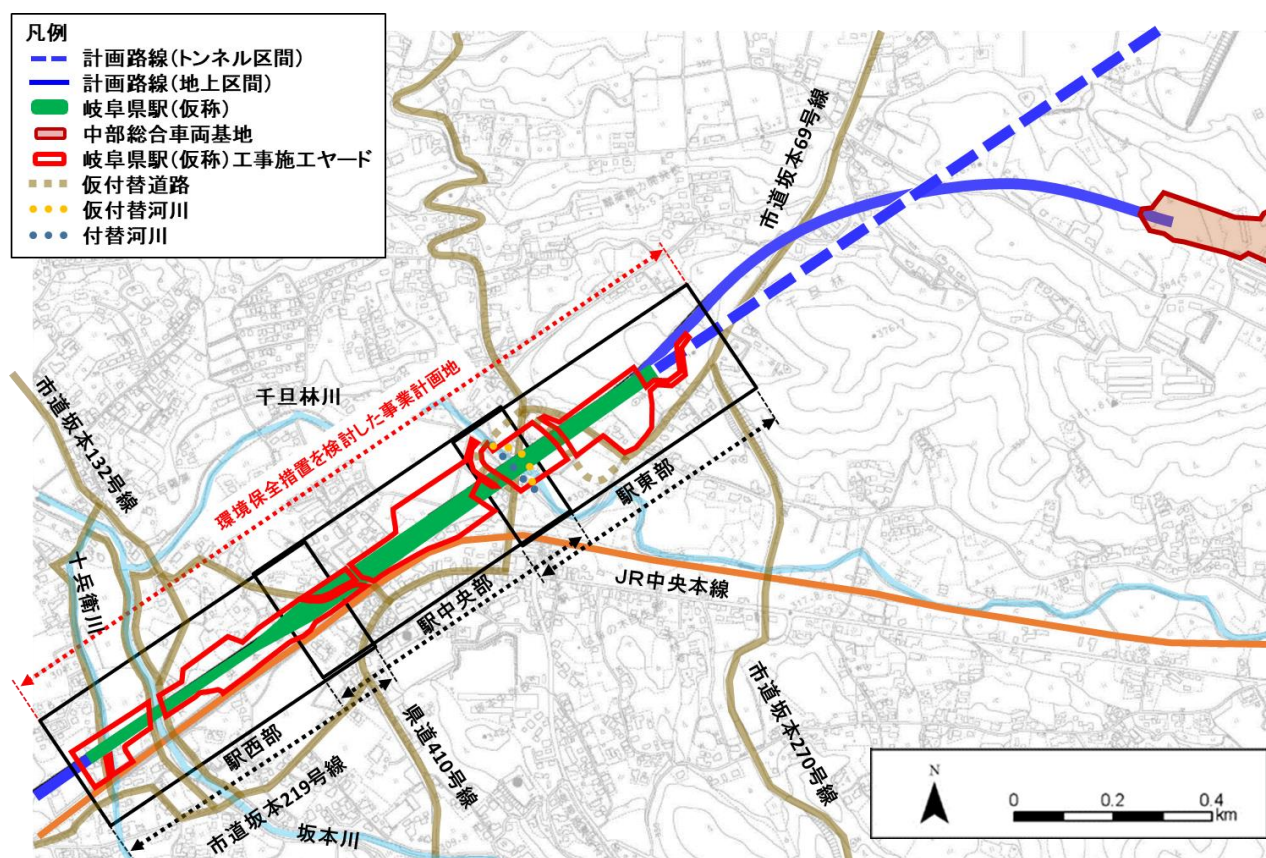 凡例
計画路線(トンネル区間)
計画路線(地上区間)
岐阜県駅(仮称)
中部総合車両基地
岐阜県駅(仮称)工事施工ヤード
仮付替道路
仮付替河川
付替河川
市道坂本69号線
千旦林川
環境保全措置を検討した事業計画地
市道坂本132号線
十兵衛川
駅東部
JR中央本線
駅中央部
駅西部
県道410号線
市道坂本270号線
市道坂本219号線
坂本川
N
0 0.2 0.4
km